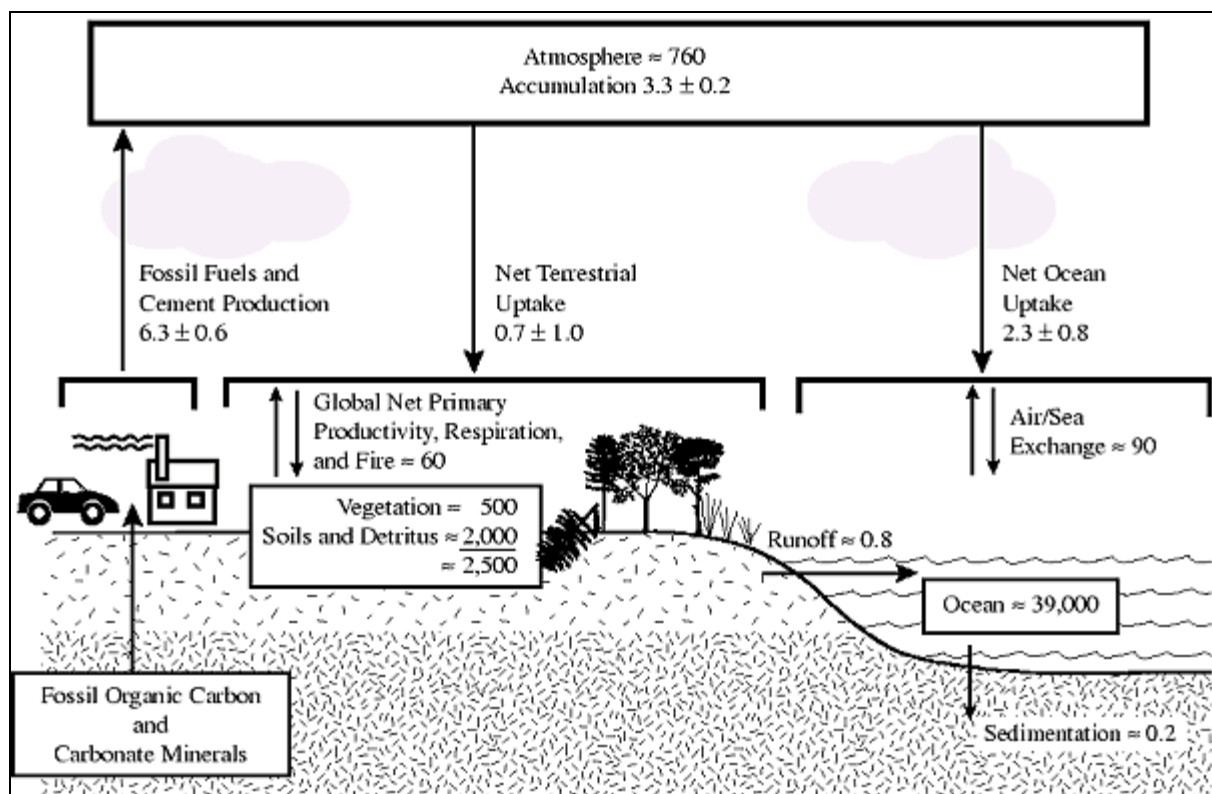 Atmosphere ≈ 760
Accumulation 3.3 ± 0.2
Fossil Fuels and
Cement Production
6.3 ± 0.6
Net Terrestrial
Uptake
0.7 ± 1.0
Net Ocean
Uptake
2.3 ± 0.8
Global Net Primary
Productivity, Respiration,
and Fire ≈ 60
Air/Sea
Exchange ≈ 90
Vegetation = 500
Soils and Detritus ≈ 2,000
≈ 2,500
Runoff ≈ 0.8
Ocean ≈ 39,000
Fossil Organic Carbon
and
Carbonate Minerals
Sedimentation ≈ 0.2